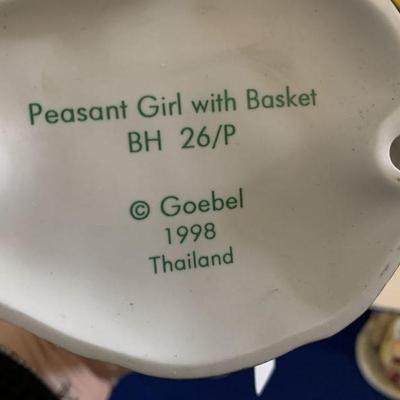 Peasant Girl with Basket
BH 26/P
© Goebel
1998
Thailand